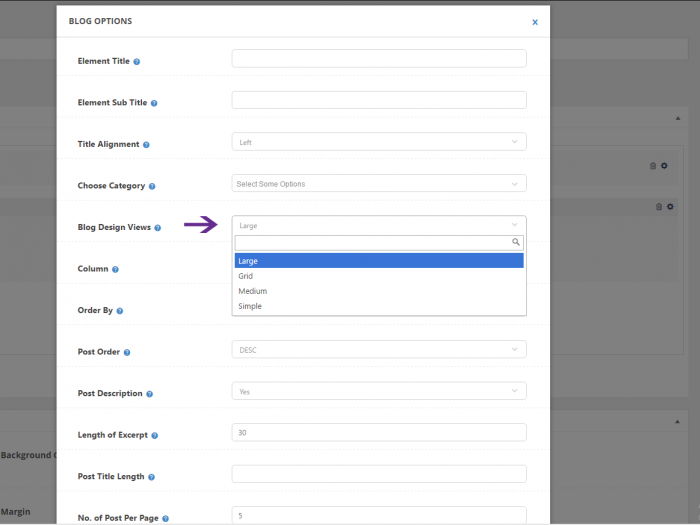 BLOG OPTIONS x
Element Title ?
Element Sub Title ?
Title Alignment ? Left
Choose Category ? Select Some Options
Blog Design Views ? Large
Large
Column ?
Grid
Medium
Order By ?
Simple
Post Order ? DESC
Post Description ? Yes
Length of Excerpt ? 30
Background
Post Title Length ?
Margin
No. of Post Per Page ? 5